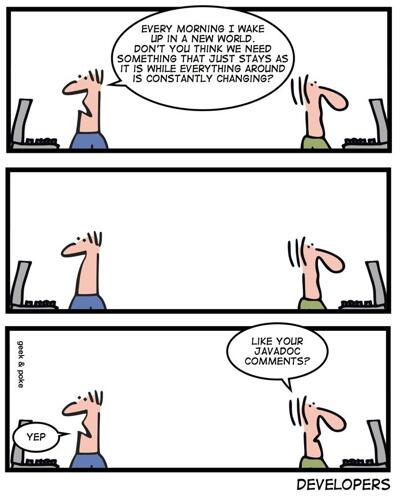 EVERY MORNING I WAKE
UP IN A NEW WORLD.
DON'T YOU THINK WE NEED
SOMETHING THAT JUST STAYS AS
IT IS WHILE EVERYTHING AROUND
IS CONSTANTLY CHANGING?
geek & poke
LIKE YOUR
JAVADOC
COMMENTS?
YEP
DEVELOPERS